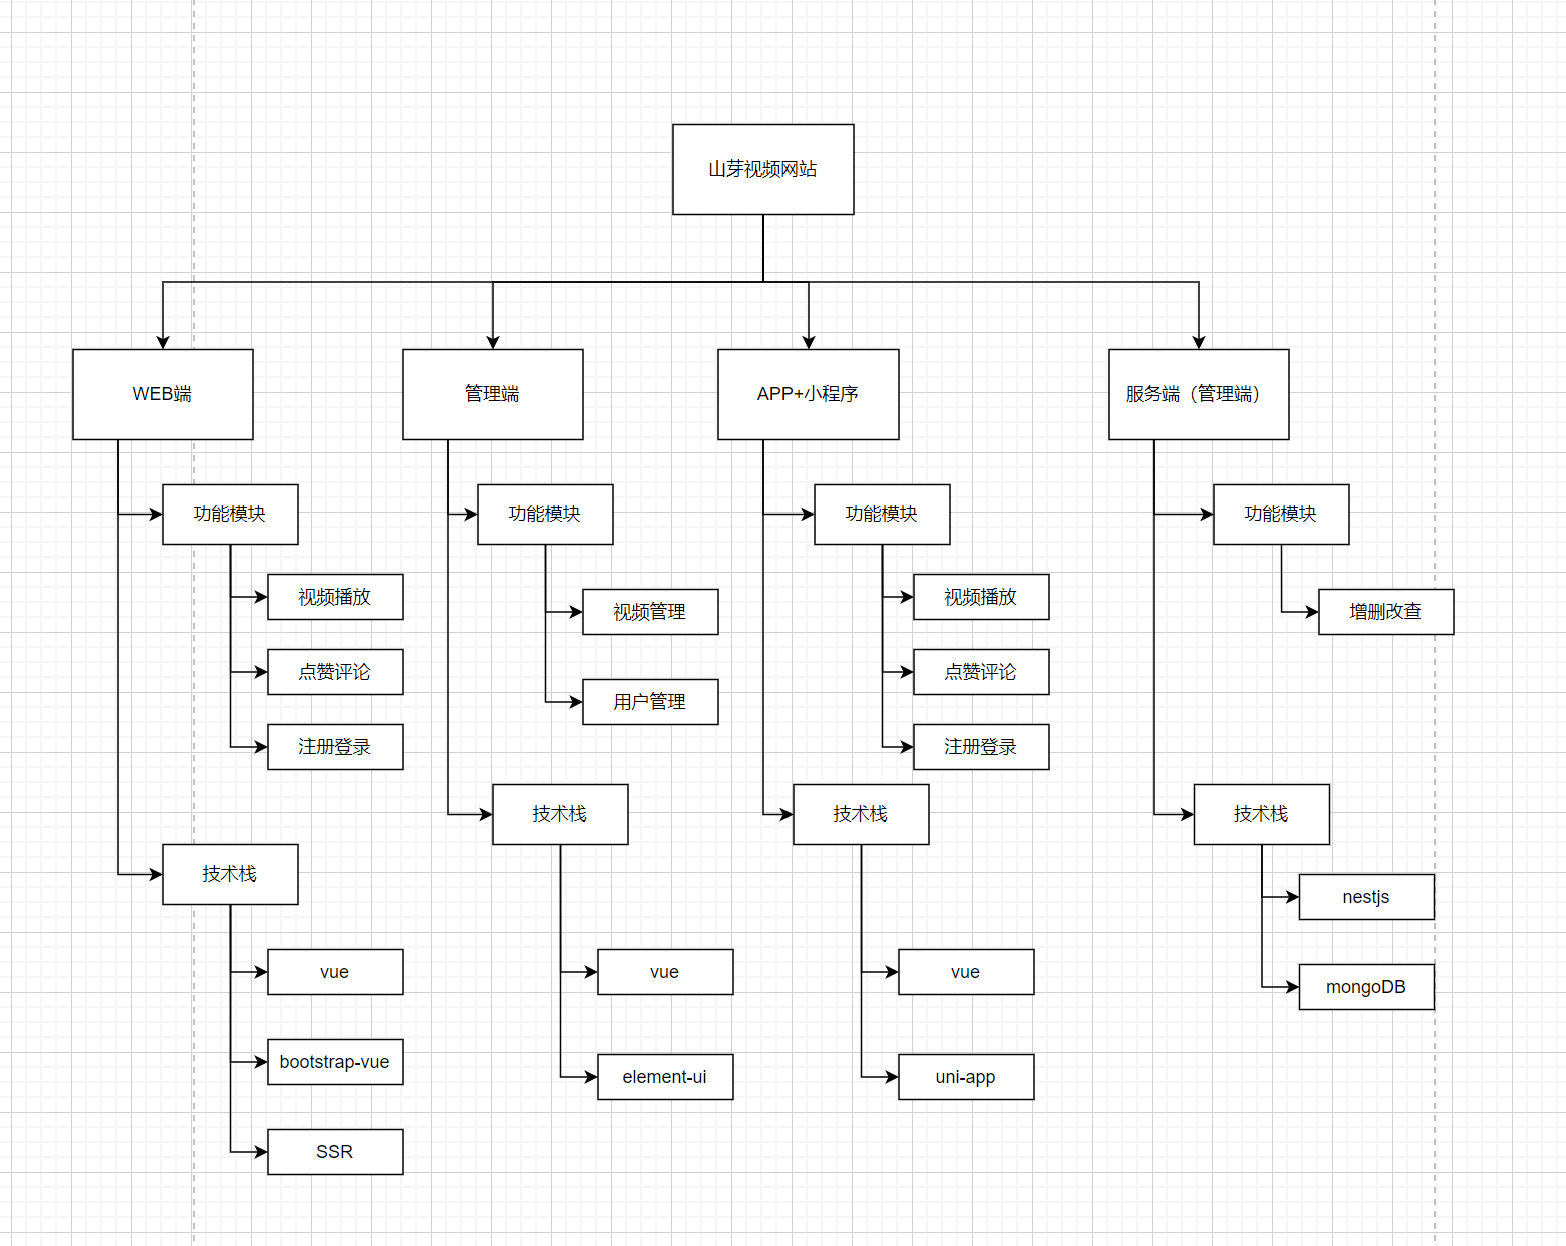 山芽视频网站
WEB端
管理端
APP+小程序
服务端（管理端）
功能模块
功能模块
功能模块
功能模块
视频播放
视频管理
视频播放
增删改查
点赞评论
用户管理
点赞评论
注册登录
注册登录
技术栈
技术栈
技术栈
技术栈
nestjs
vue
vue
vue
mongoDB
bootstrap-vue
element-ui
uni-app
SSR